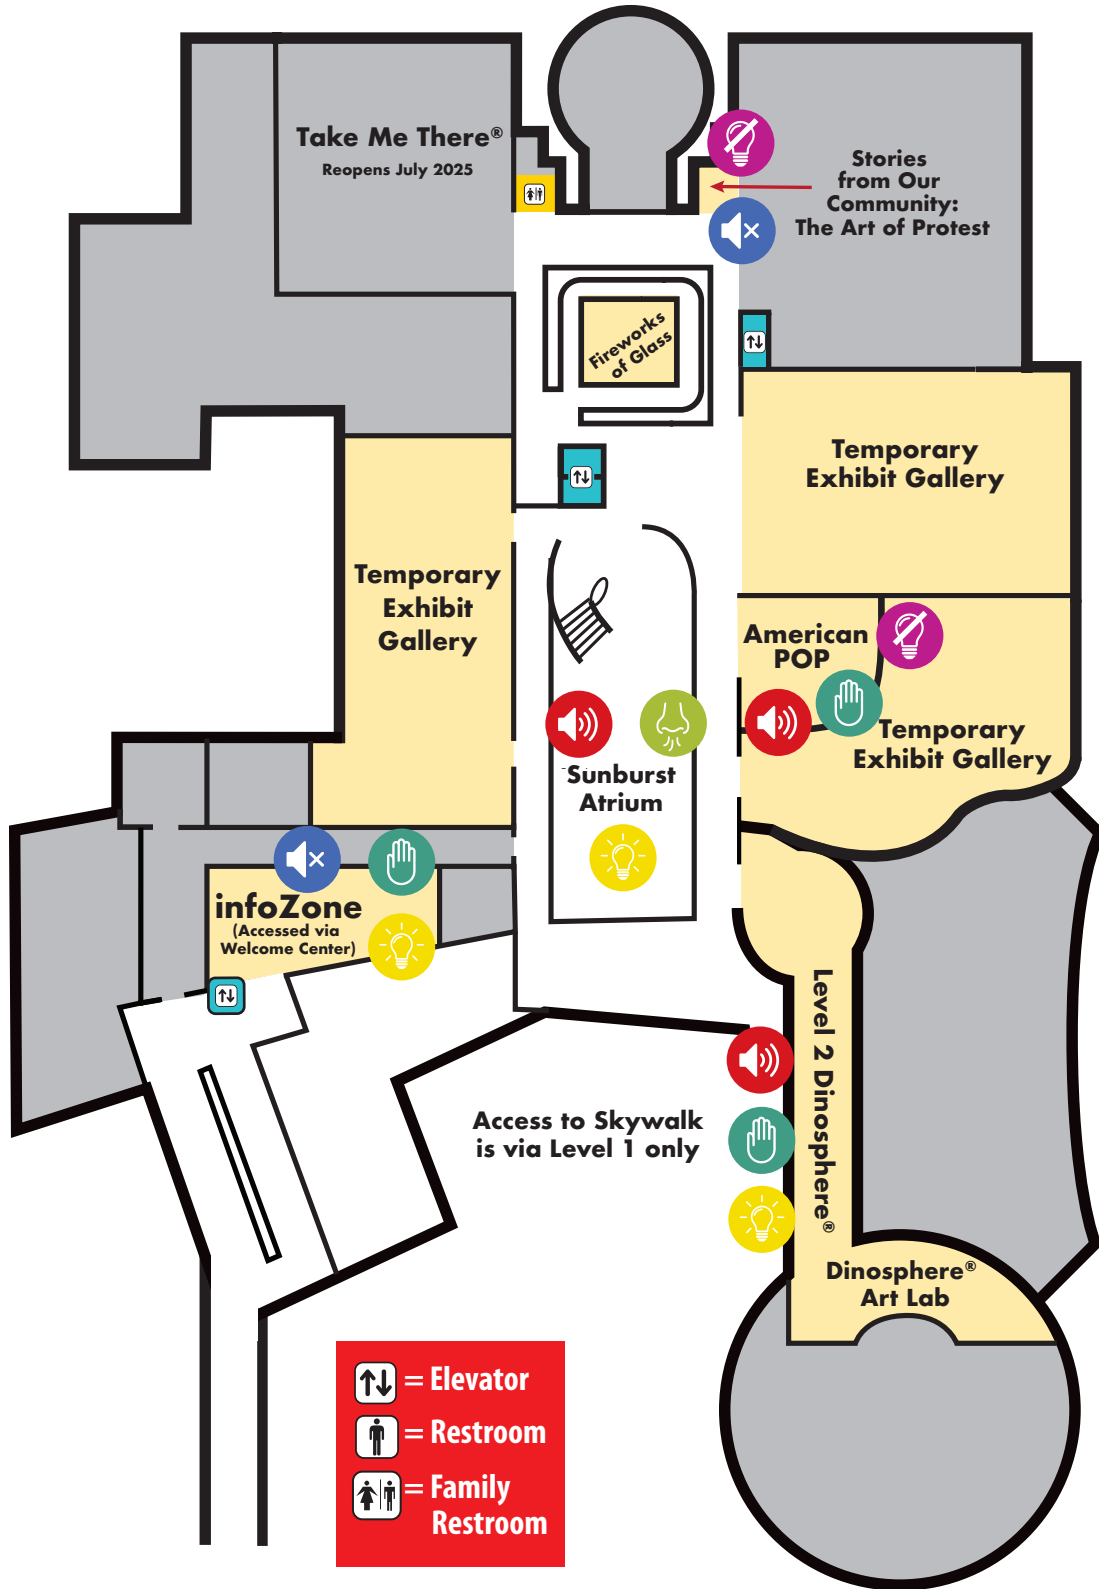 Take Me There®
Reopens July 2025
Stories
from Our
Community:
The Art of Protest
Fireworks
of Glass
Temporary
Exhibit Gallery
Temporary
Exhibit
Gallery
American
POP
Temporary
Exhibit Gallery
Sunburst
Atrium
infoZone
(Accessed via
Welcome Center)
Level 2 Dinosphere®
Access to Skywalk
is via Level 1 only
Dinosphere®
Art Lab
= Elevator
= Restroom
= Family
Restroom